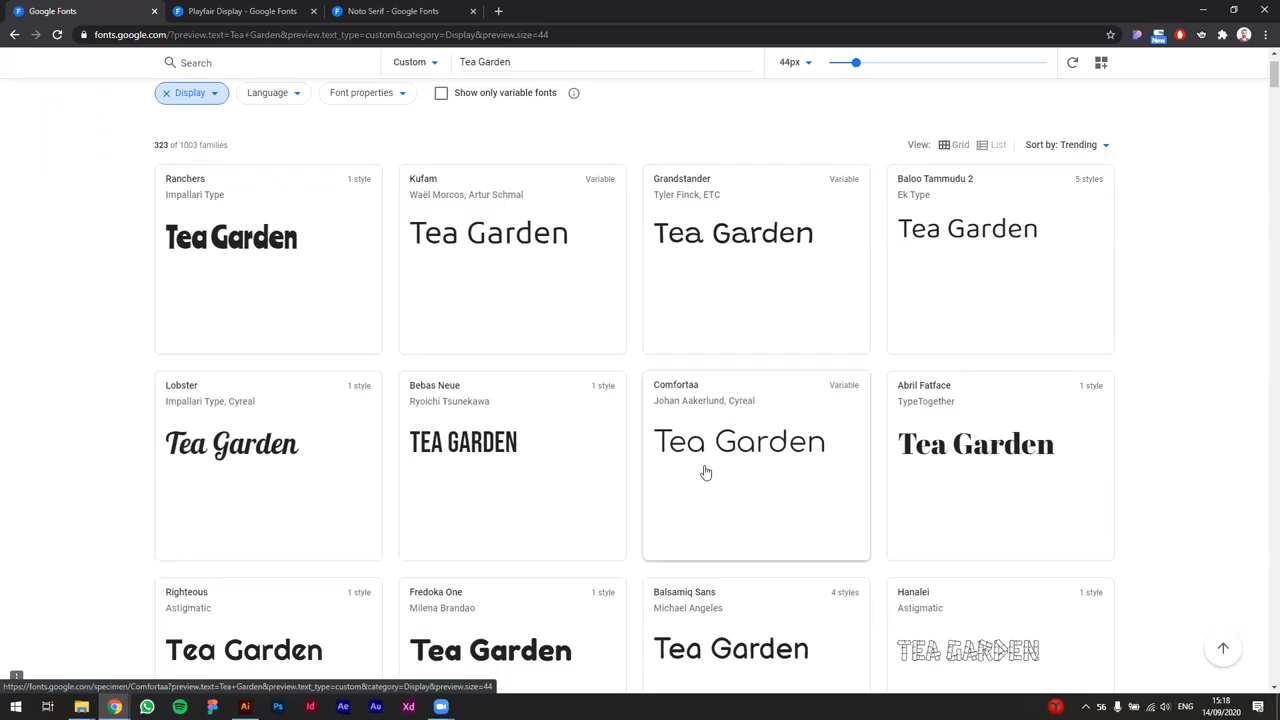 Google Fonts
Playfair Display - Google Fonts
Noto Serif - Google Fonts
fonts.google.com/?preview.text=Tea+Garden&preview.text_type=custom&category=Display&preview.size=44
New
Search
Custom
Tea Garden
44px
Display
Language
Font properties
Show only variable fonts
323 of 1003 families
View:
Grid
List
Sort by: Trending
Ranchers
1 style
Impallari Type
Tea Garden
Kufam
Variable
Waël Morcos, Artur Schmal
Tea Garden
Grandstander
Variable
Tyler Finck, ETC
Tea Garden
Baloo Tammudu 2
5 styles
Ek Type
Tea Garden
Lobster
1 style
Impallari Type, Cyreal
Tea Garden
Bebas Neue
1 style
Ryoichi Tsunekawa
TEA GARDEN
Comfortaa
Variable
Johan Aakerlund, Cyreal
Tea Garden
Abril Fatface
1 style
TypeTogether
Tea Garden
Righteous
1 style
Astigmatic
Tea Garden
Fredoka One
1 style
Milena Brandao
Tea Garden
Balsamiq Sans
4 styles
Michael Angeles
Tea Garden
Hanalei
1 style
Astigmatic
TEA GARDEN
https://fonts.google.com/specimen/Comfortaa?preview.text=Tea+Garden&preview.text_type=custom&category=Display&preview.size=44
Ai
Ps
Id
Ae
Au
Xd
56
ENG
15:18
14/09/2020